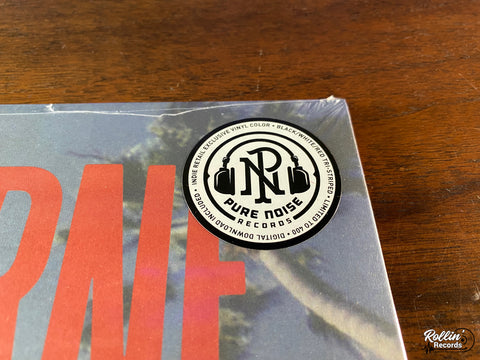 INDIE RETAIL EXCLUSIVE VINYL COLOR • BLACK/WHITE/RED TRI-STRIPED • LIMITED TO 400 • DIGITAL DOWNLOAD INCLUDED •
PN
PURE NOISE
RECORDS
Rollin'
Records